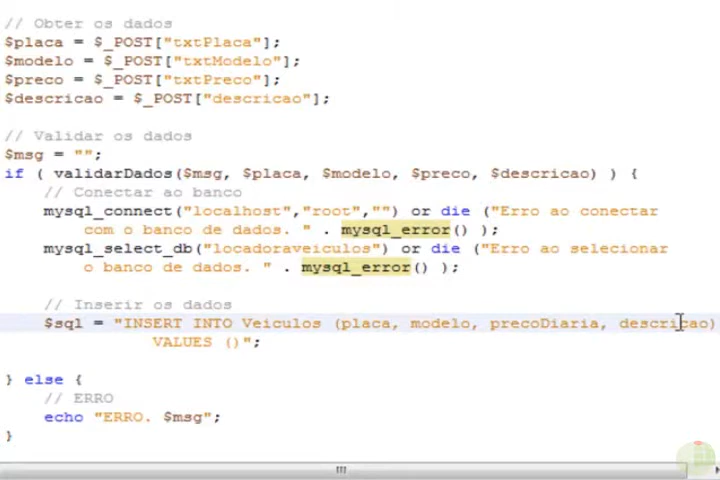 // Obter os dados
$placa = $_POST["txtPlaca"];
$modelo = $_POST["txtModelo"];
$preco = $_POST["txtPreco"];
$descricao = $_POST["descricao"];
// Validar os dados
$msg = "";
if ( validarDados($msg, $placa, $modelo, $preco, $descricao) ) {
// Conectar ao banco
mysql_connect("localhost","root","") or die ("Erro ao conectar
com o banco de dados. " . mysql_error() );
mysql_select_db("locadoraveiculos") or die ("Erro ao selecionar
o banco de dados. " . mysql_error() );
// Inserir os dados
$sql = "INSERT INTO Veiculos (placa, modelo, precoDiaria, descricao)
VALUES ()";
} else {
// ERRO
echo "ERRO. $msg";
}